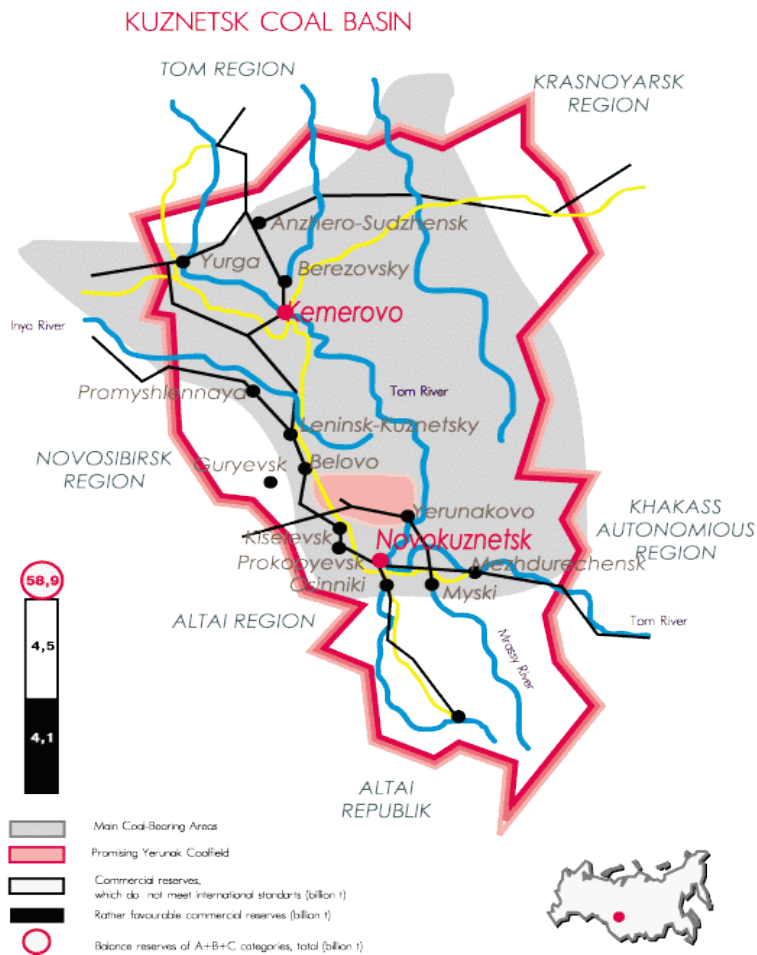 KUZNETSK COAL BASIN
TOM REGION
KRASNOYARSK
REGION
Anzhero-Sudzhensk
Yurga
Berezovsky
Kemerovo
Inya River
Promyshlennaya
Tom River
Leninsk-Kuznetsky
NOVOSIBIRSK
REGION
Guryevsk
Belovo
Yerunakovo
KHAKASS
AUTONOMIOUS
REGION
Kiselevsk
Novokuznetsk
Prokopyevsk
Mezhdurechensk
Osinniki
Myski
58,9
4,5
4,1
ALTAI REGION
Tom River
Mrassy River
ALTAI
REPUBLIK
Main Coal-Bearing Areas
Promising Yerunak Coalfield
Commercial reserves,
which do not meet international standarts (billion t)
Rather favourable commercial reserves (billion t)
Balance reserves of A+B+C categories, total (billion t)